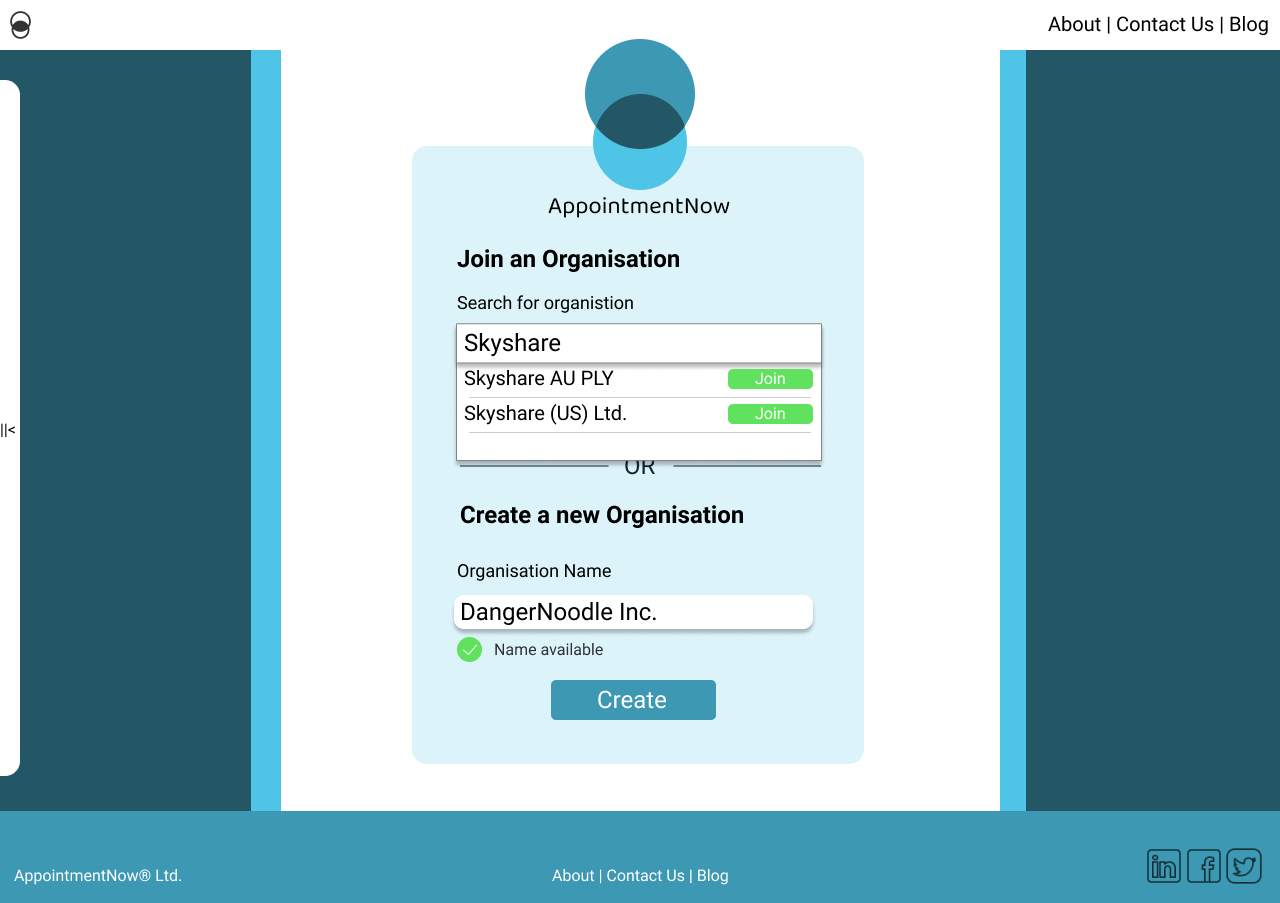 About | Contact Us | Blog
AppointmentNow
Join an Organisation
Search for organistion
Skyshare
Skyshare AU PLY Join
Skyshare (US) Ltd. Join
OR
||<
Create a new Organisation
Organisation Name
DangerNoodle Inc.
Name available
Create
AppointmentNow® Ltd. About | Contact Us | Blog in f